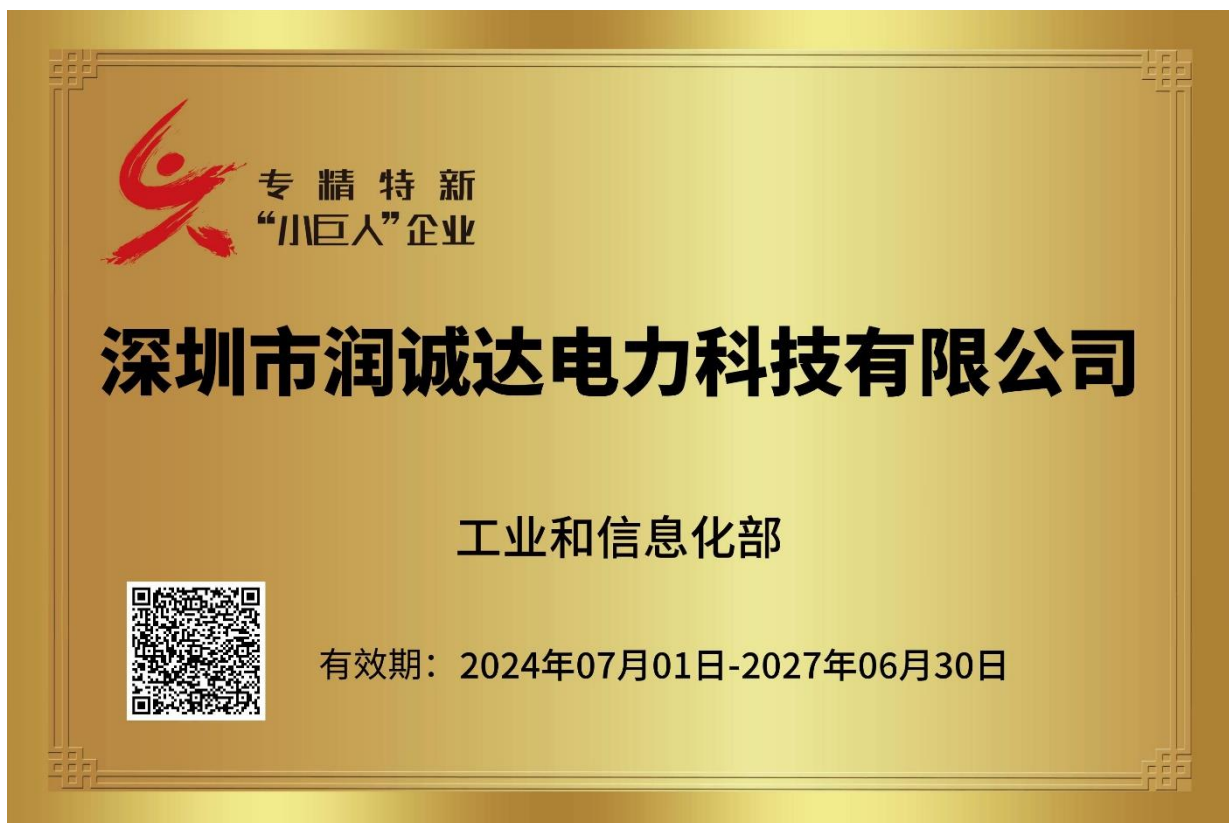 专精特新
“小巨人”企业
深圳市润诚达电力科技有限公司
工业和信息化部
有效期：2024年07月01日-2027年06月30日